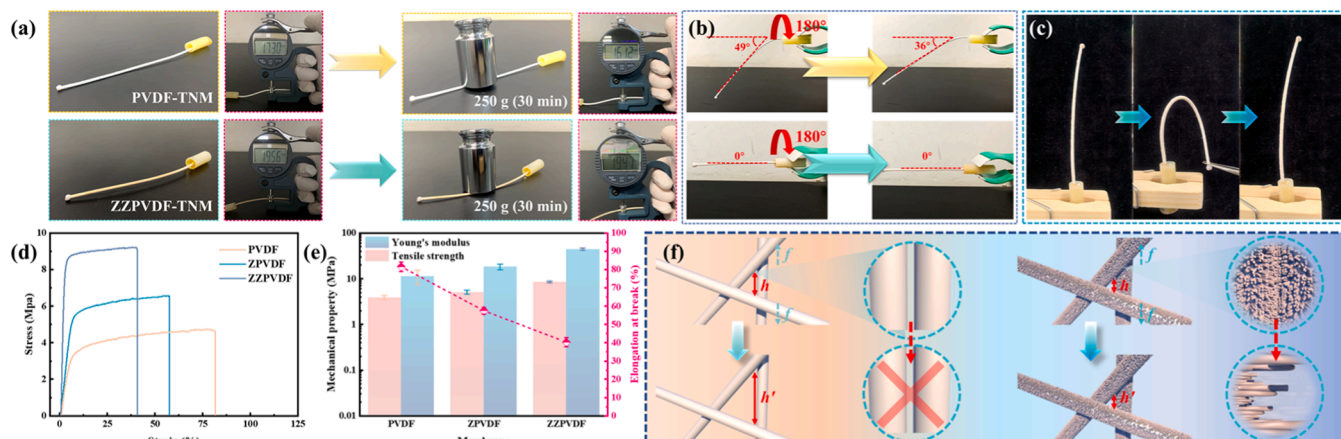 (a)
PVDF-TNM
250 g (30 min)
ZZPVDF-TNM
250 g (30 min)
(b)
49°
180°
36°
0°
180°
0°
(c)
(d)
Stress (Mpa)
10
8
6
4
2
0
0
25
50
75
100
125
PVDF
ZPVDF
ZZPVDF
(e)
Mechanical property (MPa)
100
10
1
0.1
0.01
Young's modulus
Tensile strength
PVDF
ZPVDF
ZZPVDF
Elongation at break (%)
100
90
80
70
60
50
40
30
20
10
0
(f)
f
h
f
h'
f
h
h'